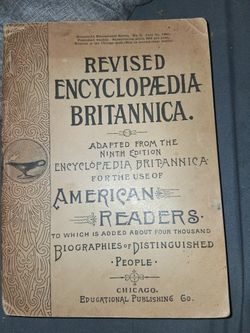 REVISED
ENCYCLOPÆDIA
BRITANNICA.
ADAPTED FROM THE
NINTH EDITION
ENCYCLOPÆDIA BRITANNICA
FOR THE USE OF
AMERICAN
READERS.
TO WHICH IS ADDED ABOUT FOUR THOUSAND
BIOGRAPHIES OF DISTINGUISHED
·PEOPLE·
CHICAGO.
EDUCATIONAL PUBLISHING CO.